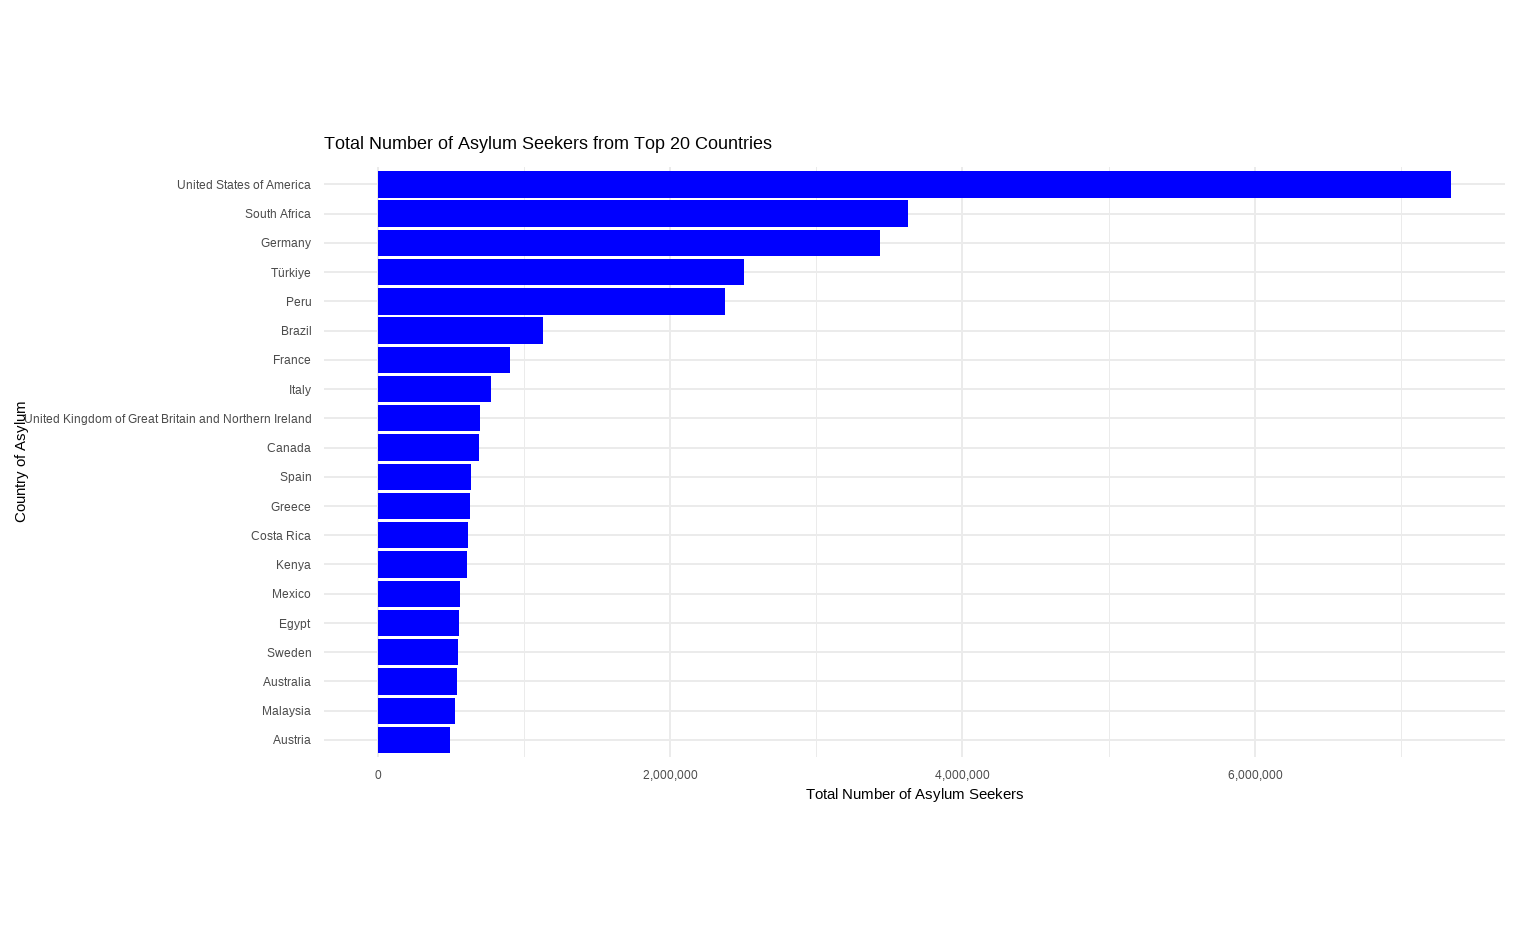 Total Number of Asylum Seekers from Top 20 Countries
Country of Asylum
United States of America
South Africa
Germany
Türkiye
Peru
Brazil
France
Italy
United Kingdom of Great Britain and Northern Ireland
Canada
Spain
Greece
Costa Rica
Kenya
Mexico
Egypt
Sweden
Australia
Malaysia
Austria
0 2,000,000 4,000,000 6,000,000
Total Number of Asylum Seekers